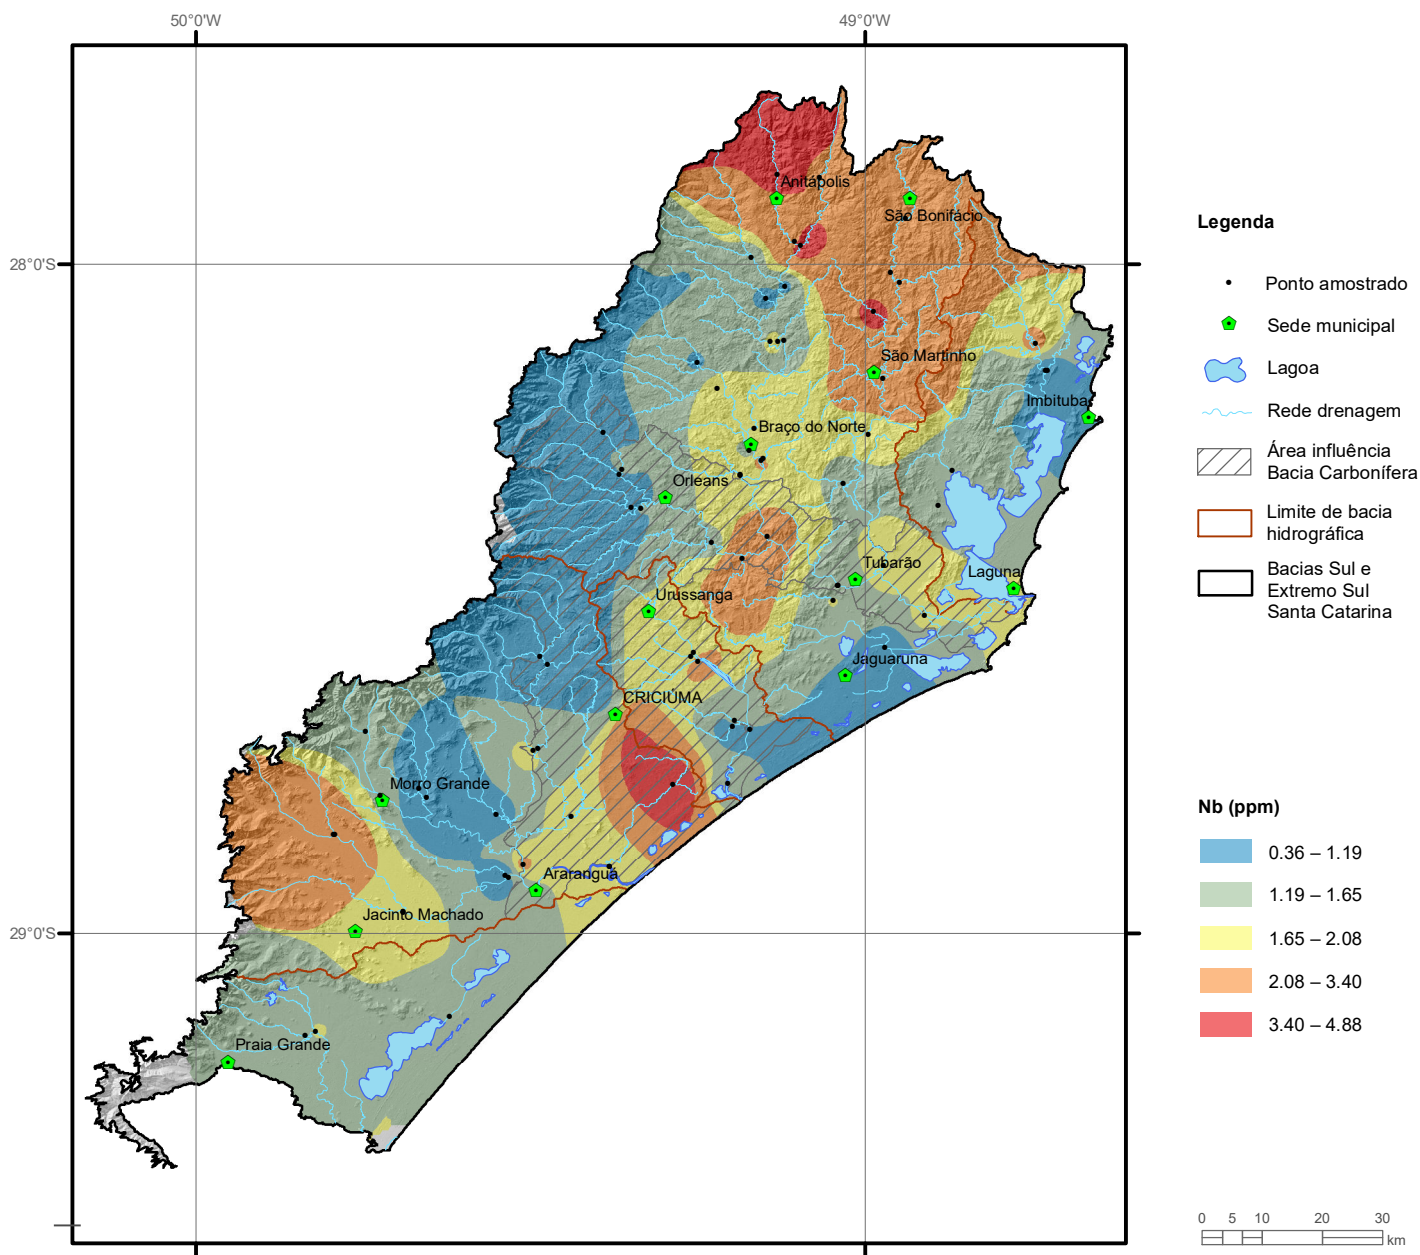 50°0'W
49°0'W
28°0'S
29°0'S
Anitápolis
São Bonifácio
São Martinho
Imbituba
Braço do Norte
Orleans
Tubarão
Laguna
Urussanga
Jaguaruna
CRICIÚMA
Morro Grande
Araranguá
Jacinto Machado
Praia Grande
Legenda
Ponto amostrado
Sede municipal
Lagoa
Rede drenagem
Área influência
Bacia Carbonífera
Limite de bacia
hidrográfica
Bacias Sul e
Extremo Sul
Santa Catarina
Nb (ppm)
0.36 – 1.19
1.19 – 1.65
1.65 – 2.08
2.08 – 3.40
3.40 – 4.88
0 5 10 20 30
km